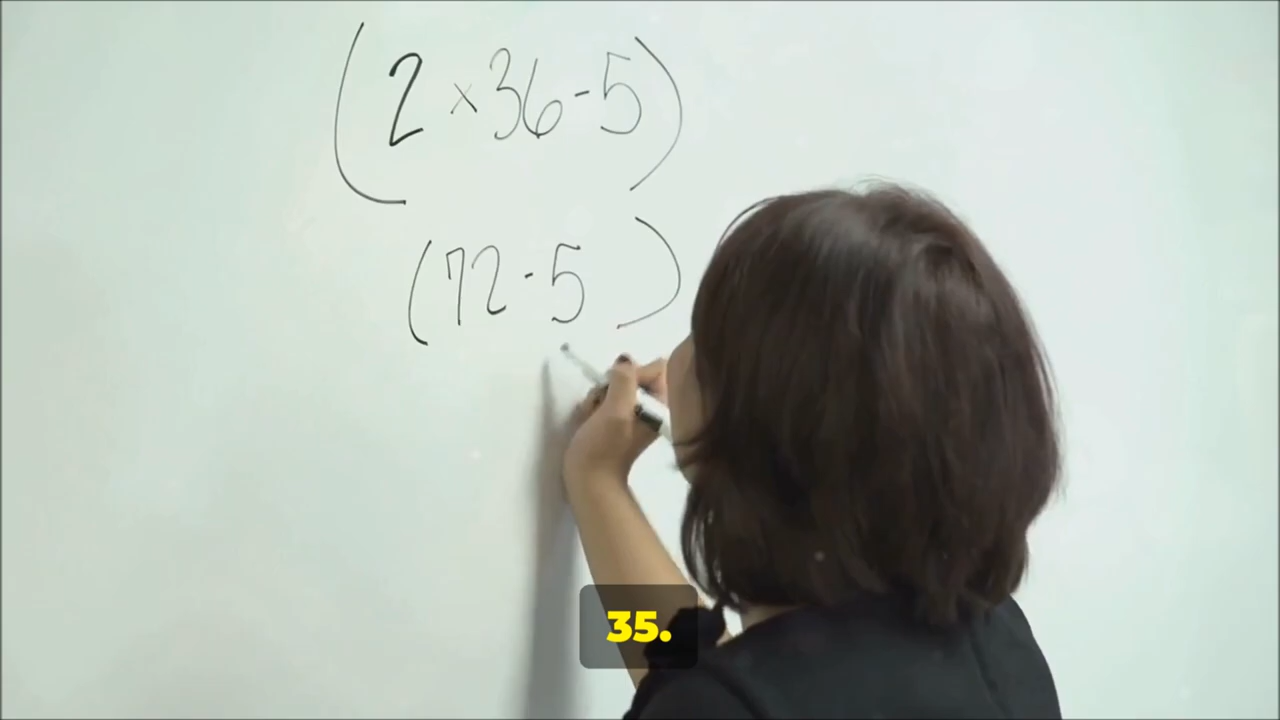 (2 × 36 - 5)
(72 - 5 )
35.